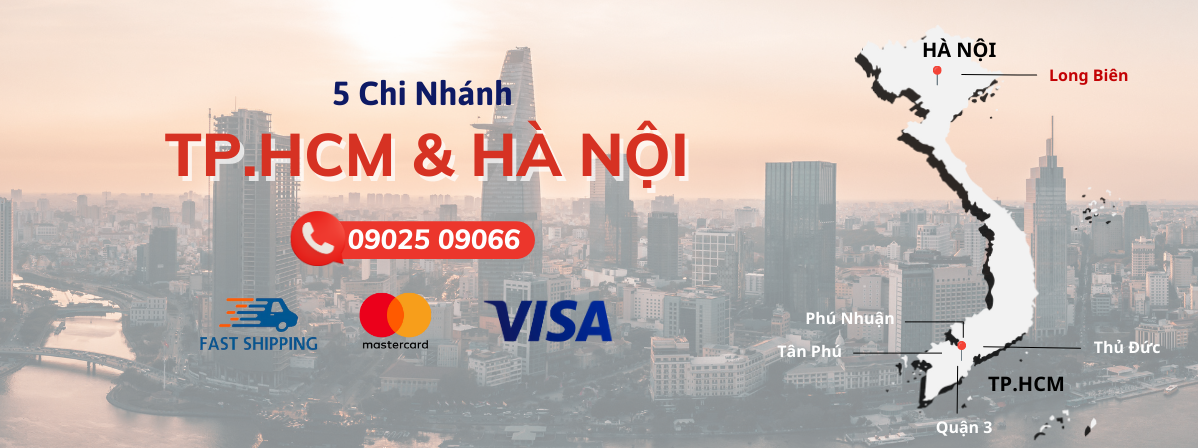 5 Chi Nhánh
TP.HCM & HÀ NỘI
09025 09066
FAST SHIPPING
mastercard
VISA
HÀ NỘI
Long Biên
Phú Nhuận
Tân Phú
Thủ Đức
TP.HCM
Quận 3